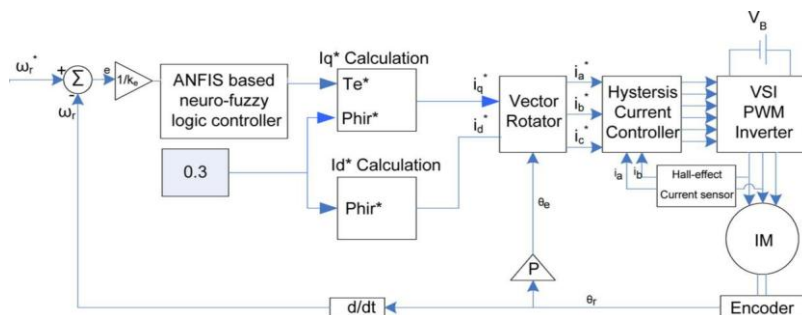 V_B
Iq* Calculation
ω_r*
+
Σ
-
ω_r
e
1/k_e
ANFIS based
neuro-fuzzy
logic controller
Te*
Phir*
i_q*
i_d*
Vector
Rotator
i_a*
i_b*
i_c*
Hystersis
Current
Controller
VSI
PWM
Inverter
0.3
Id* Calculation
Phir*
i_a
i_b
Hall-effect
Current sensor
θ_e
IM
P
d/dt
θ_r
Encoder